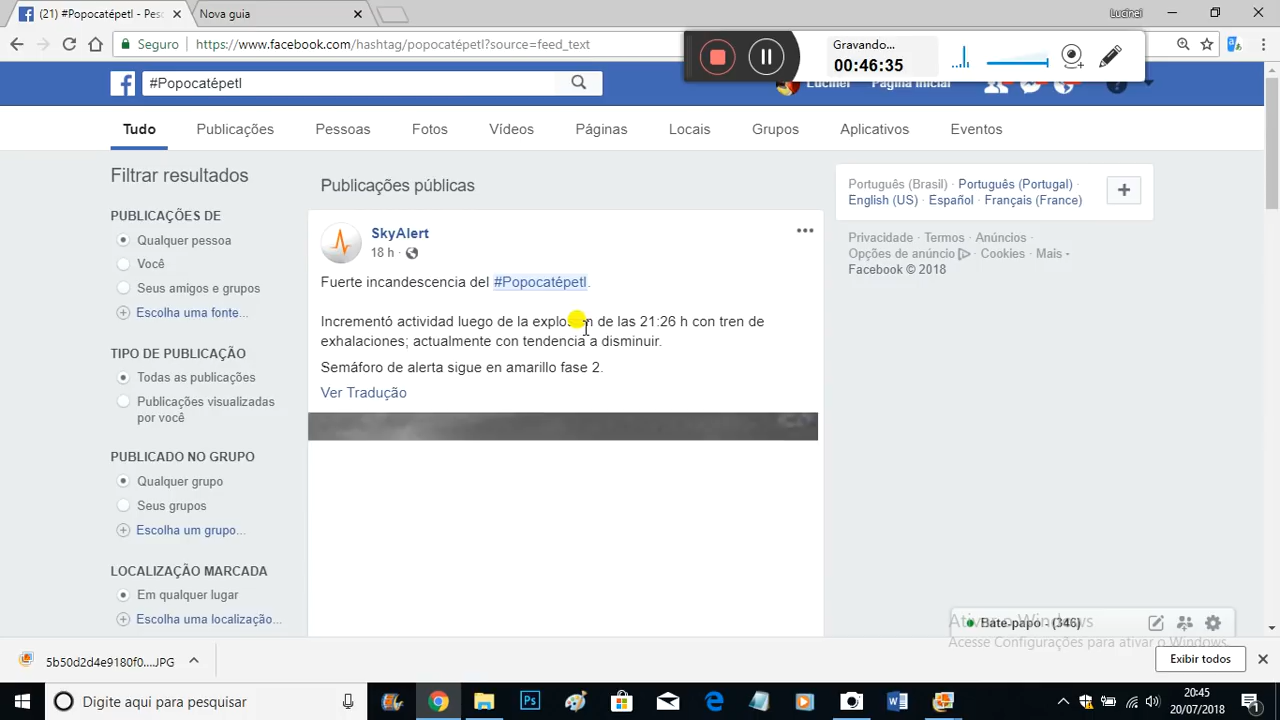 (21) #Popocatépetl - Pes
Nova guia
Lucinei
Seguro
https://www.facebook.com/hashtag/popocatépetl?source=feed_text
Gravando...
00:46:35
#Popocatépetl
Lucinei
Página inicial
Tudo
Publicações
Pessoas
Fotos
Vídeos
Páginas
Locais
Grupos
Aplicativos
Eventos
Filtrar resultados
PUBLICAÇÕES DE
Qualquer pessoa
Você
Seus amigos e grupos
Escolha uma fonte...
TIPO DE PUBLICAÇÃO
Todas as publicações
Publicações visualizadas
por você
PUBLICADO NO GRUPO
Qualquer grupo
Seus grupos
Escolha um grupo...
LOCALIZAÇÃO MARCADA
Em qualquer lugar
Escolha uma localização...
Publicações públicas
SkyAlert
18 h ·
Fuerte incandescencia del #Popocatépetl.
Incrementó actividad luego de la explosión de las 21:26 h con tren de
exhalaciones; actualmente con tendencia a disminuir.
Semáforo de alerta sigue en amarillo fase 2.
Ver Tradução
Português (Brasil) · Português (Portugal) ·
English (US) · Español · Français (France)
Privacidade · Termos · Anúncios ·
Opções de anúncio · Cookies · Mais
Facebook © 2018
Bate-papo - (346)
Ativar o Windows
Acesse Configurações para ativar o Windows.
5b50d2d4e9180f0....JPG
Exibir todos
Digite aqui para pesquisar
20:45
20/07/2018
1